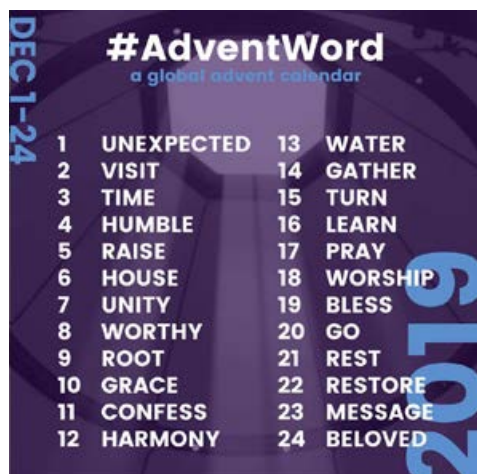 DEC 1-24
#AdventWord
a global advent calendar
1 UNEXPECTED
2 VISIT
3 TIME
4 HUMBLE
5 RAISE
6 HOUSE
7 UNITY
8 WORTHY
9 ROOT
10 GRACE
11 CONFESS
12 HARMONY
13 WATER
14 GATHER
15 TURN
16 LEARN
17 PRAY
18 WORSHIP
19 BLESS
20 GO
21 REST
22 RESTORE
23 MESSAGE
24 BELOVED
2019